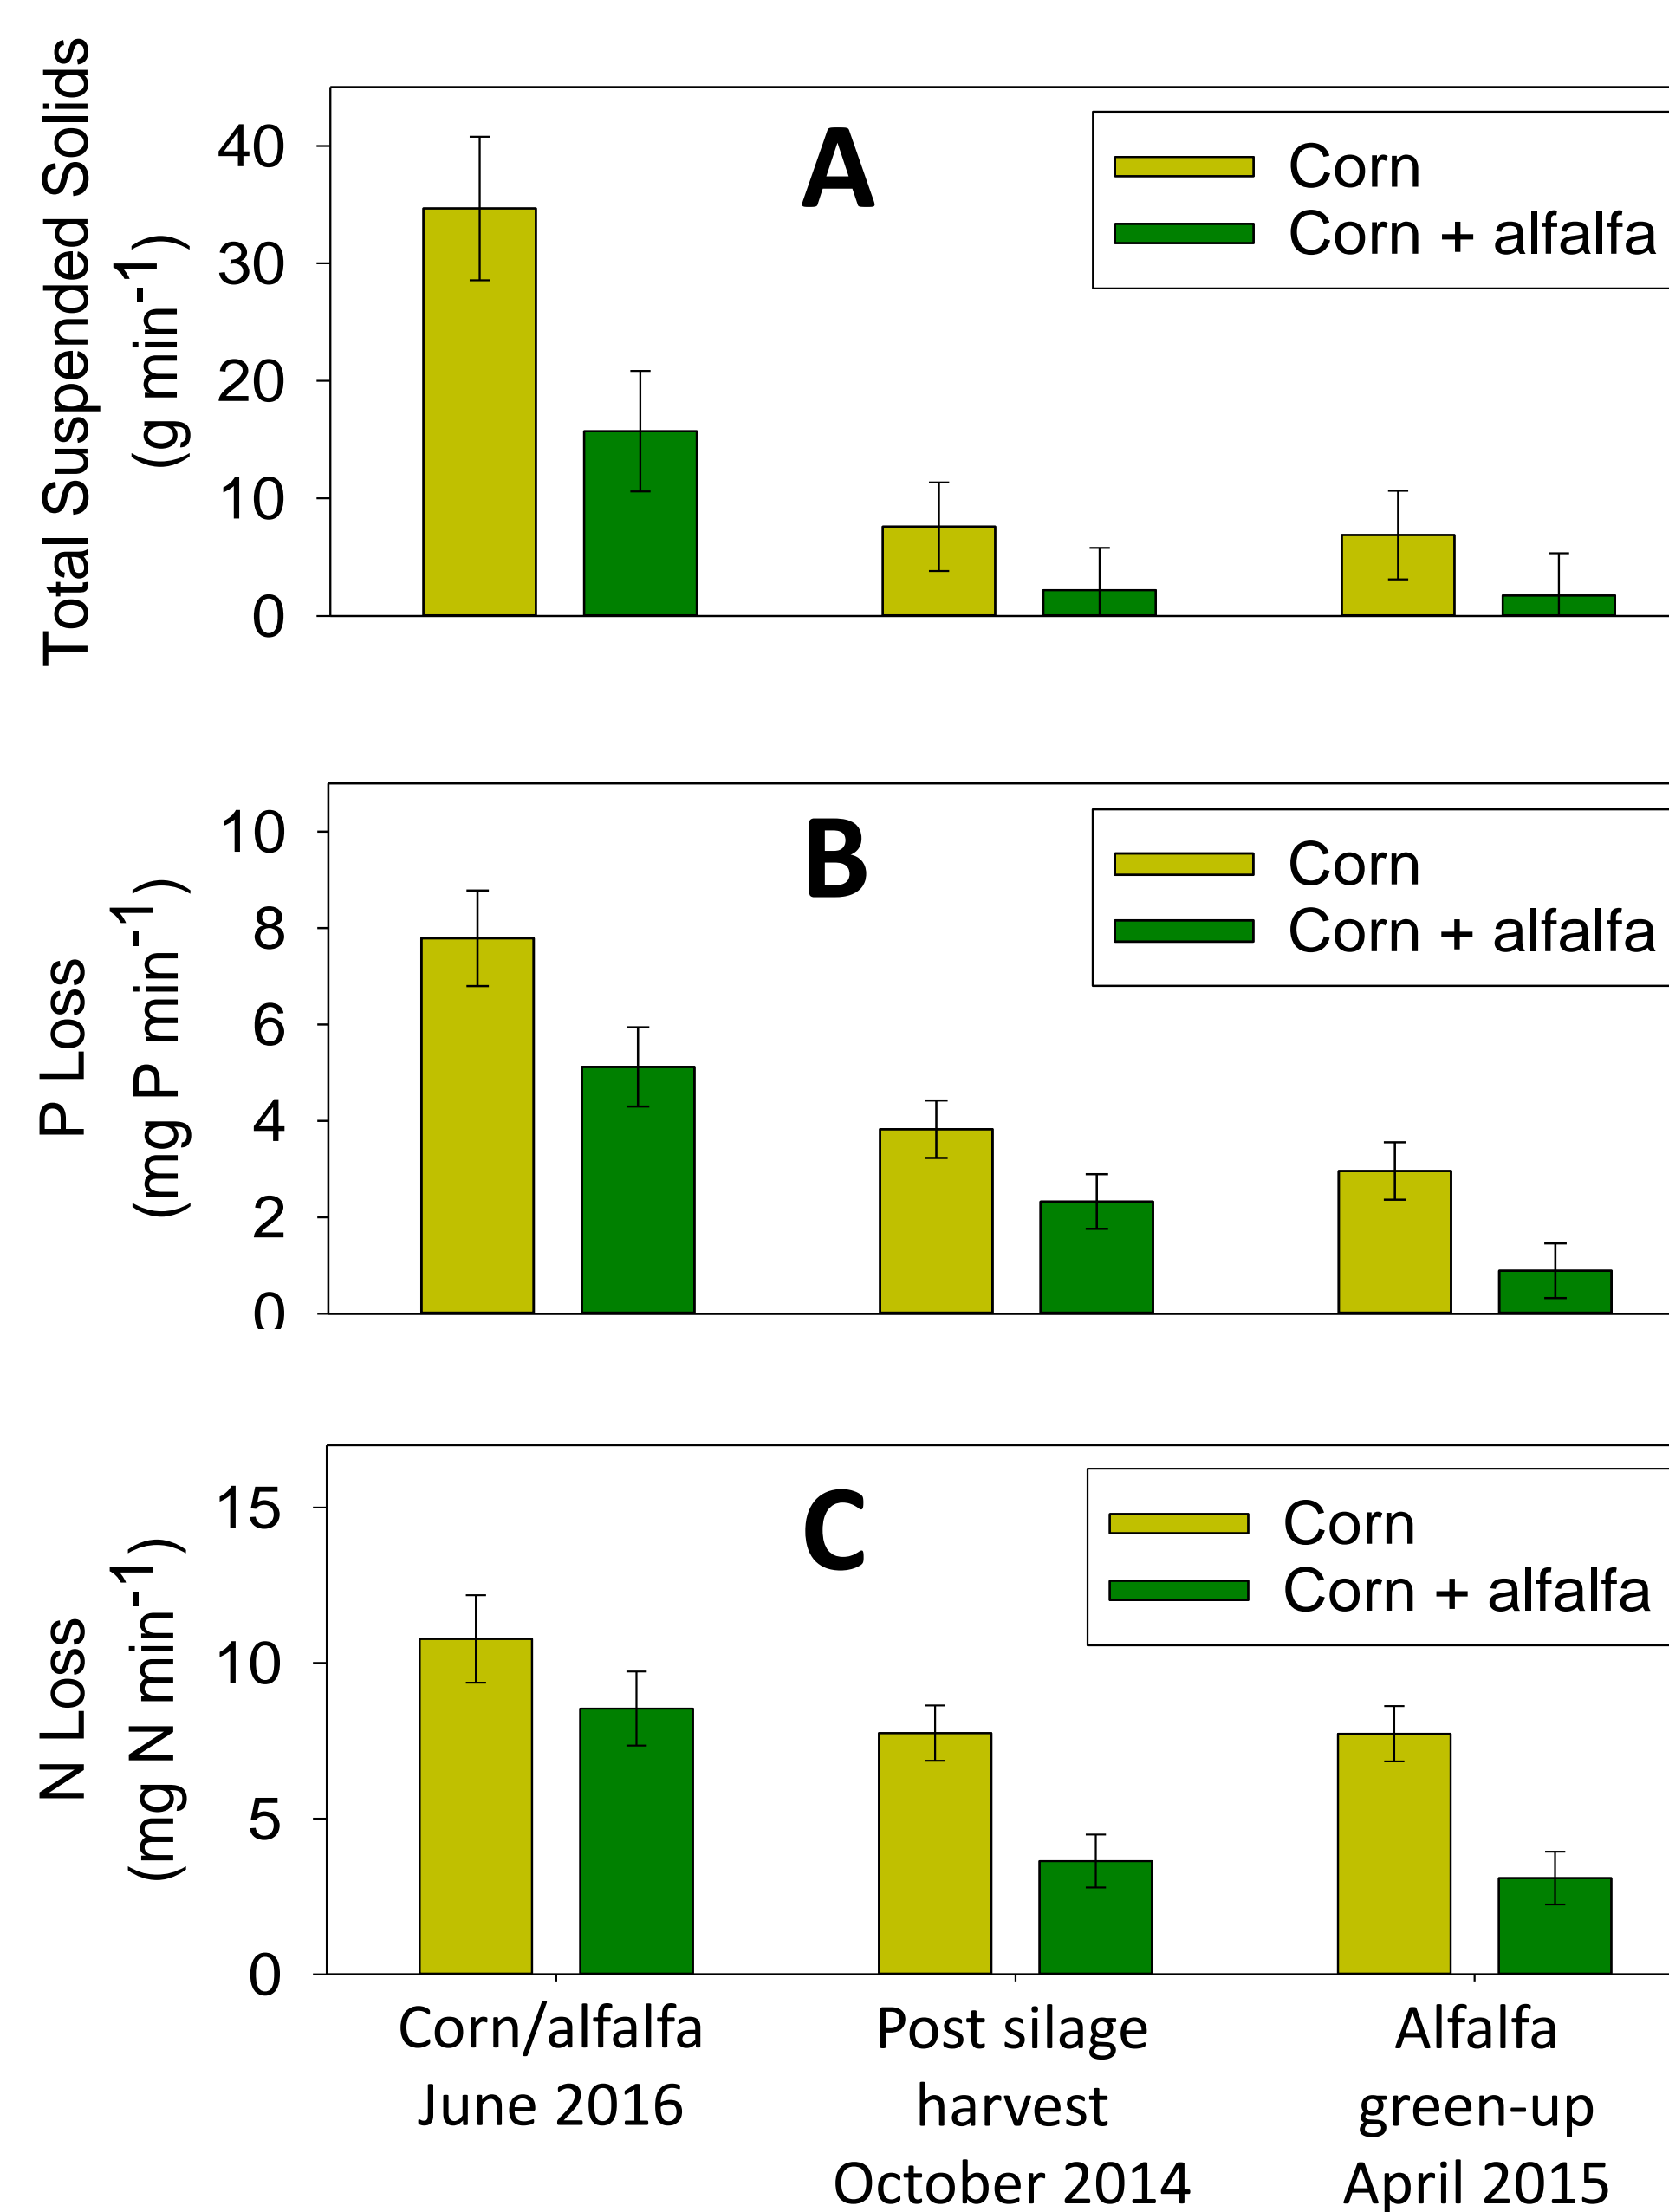 Total Suspended Solids
(g min-1)
40
30
20
10
0
A
Corn
Corn + alfalfa
P Loss
(mg P min-1)
10
8
6
4
2
0
B
Corn
Corn + alfalfa
N Loss
(mg N min-1)
15
10
5
0
C
Corn
Corn + alfalfa
Corn/alfalfa
June 2016
Post silage
harvest
October 2014
Alfalfa
green-up
April 2015